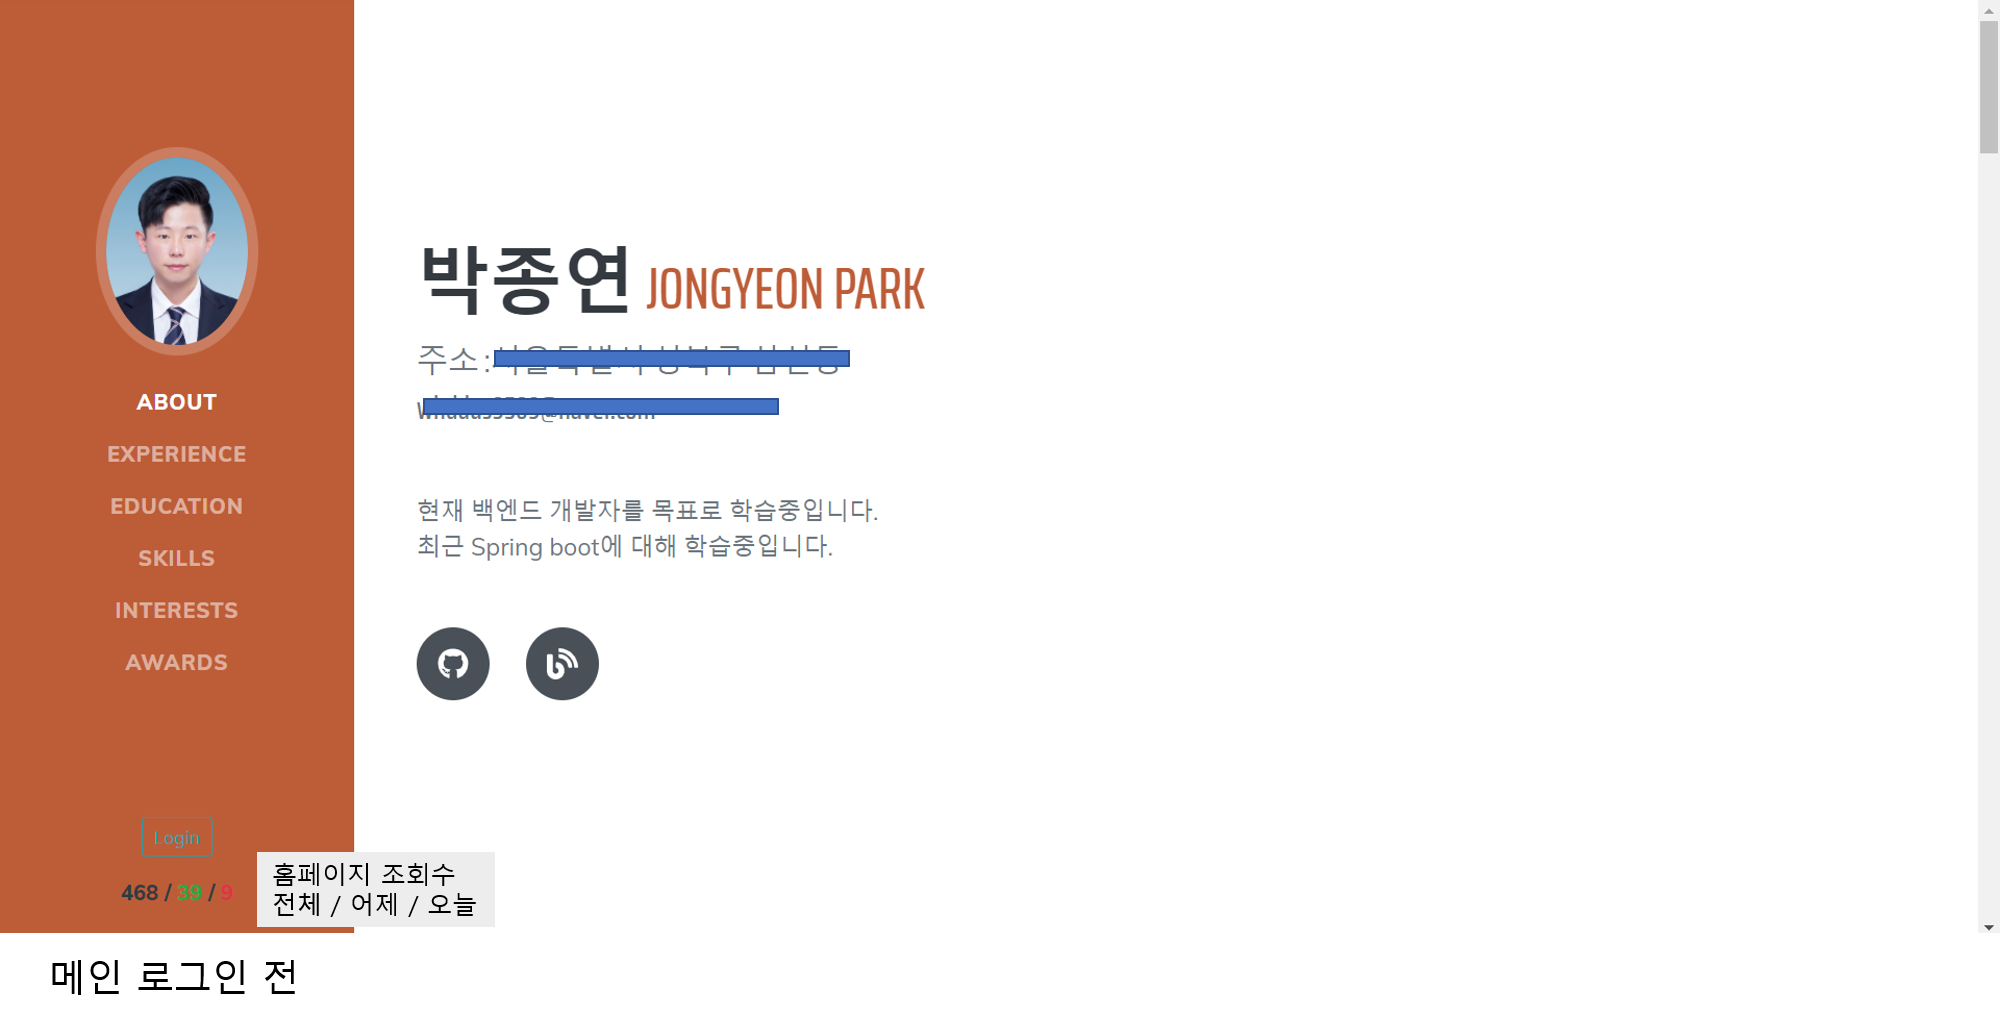 ABOUT
EXPERIENCE
EDUCATION
SKILLS
INTERESTS
AWARDS
Login
468 / 39 / 9
홈페이지 조회수
전체 / 어제 / 오늘
박종연 JONGYEON PARK
주소:
현재 백엔드 개발자를 목표로 학습중입니다.
최근 Spring boot에 대해 학습중입니다.
메인 로그인 전